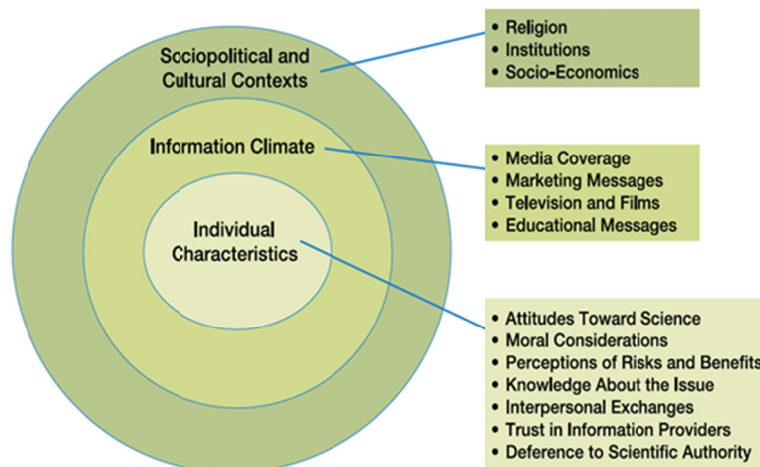 Sociopolitical and
Cultural Contexts
Information Climate
Individual
Characteristics
• Religion
• Institutions
• Socio-Economics
• Media Coverage
• Marketing Messages
• Television and Films
• Educational Messages
• Attitudes Toward Science
• Moral Considerations
• Perceptions of Risks and Benefits
• Knowledge About the Issue
• Interpersonal Exchanges
• Trust in Information Providers
• Deference to Scientific Authority